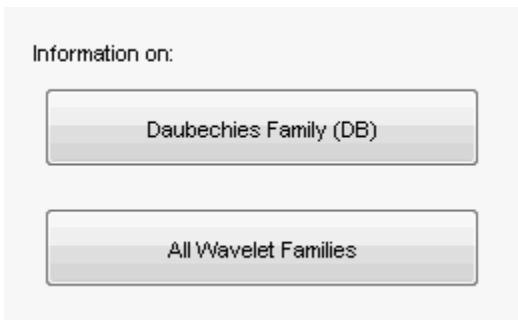 Information on:
Daubechies Family (DB)
All Wavelet Families